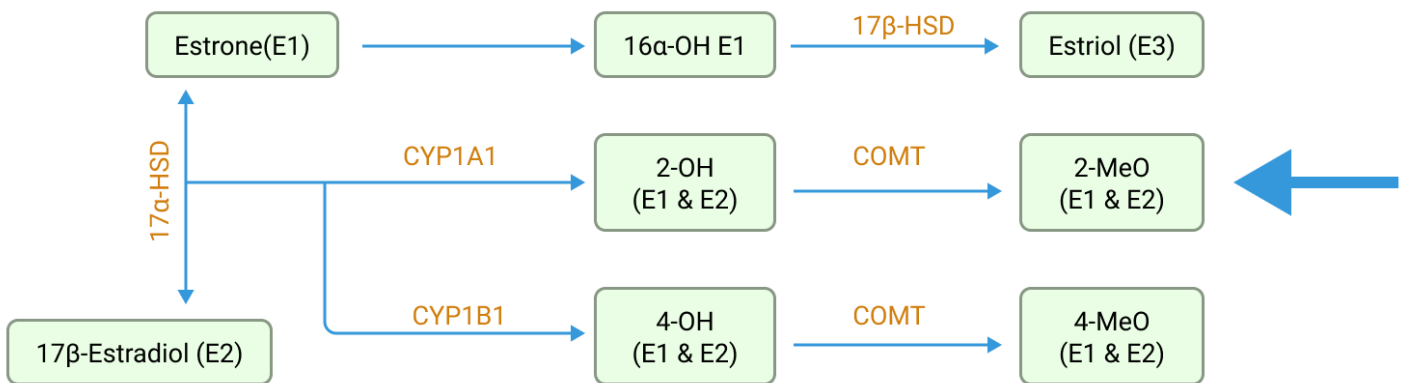 Estrone(E1)
16α-OH E1
17β-HSD
Estriol (E3)
17α-HSD
CYP1A1
2-OH
(E1 & E2)
COMT
2-MeO
(E1 & E2)
17β-Estradiol (E2)
CYP1B1
4-OH
(E1 & E2)
COMT
4-MeO
(E1 & E2)